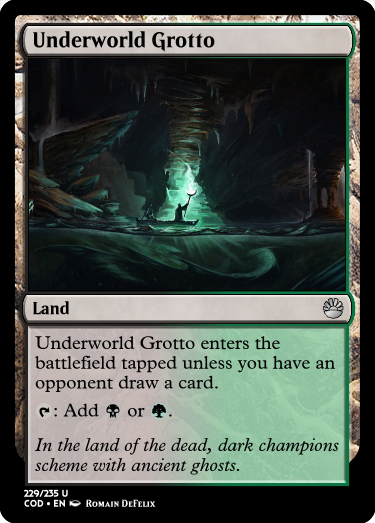 Underworld Grotto
Land
Underworld Grotto enters the
battlefield tapped unless you have an
opponent draw a card.
: Add or .
In the land of the dead, dark champions
scheme with ancient ghosts.
229/235 U
COD • EN Romain DeFelix